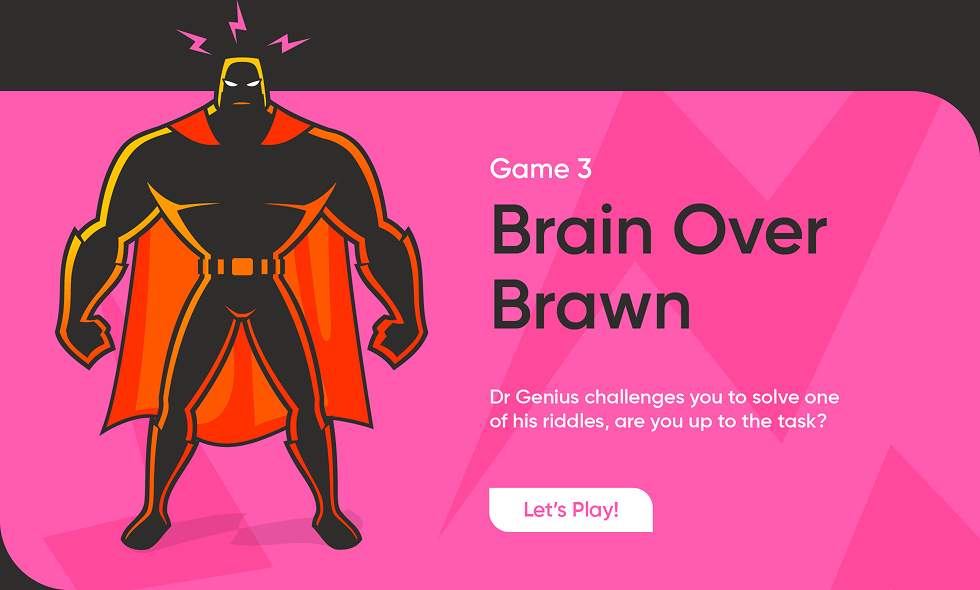 Game 3
Brain Over
Brawn
Dr Genius challenges you to solve one
of his riddles, are you up to the task?
Let’s Play!